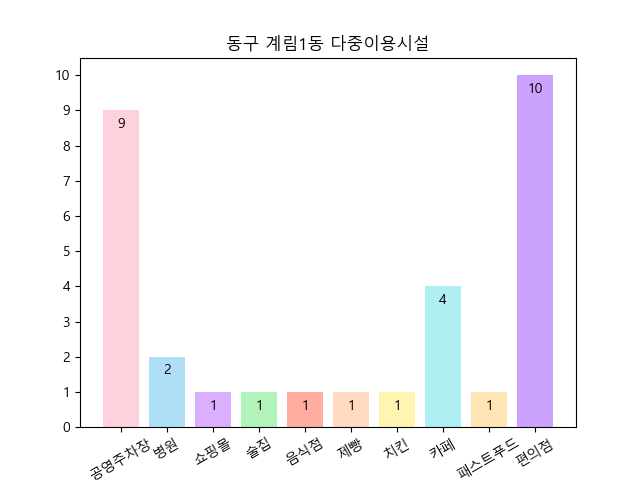 동구 계림1동 다중이용시설
10
9
8
7
6
5
4
3
2
1
0
9
2
1
1
1
1
1
4
1
10
공영주차장
병원
쇼핑몰
술집
음식점
제빵
치킨
카페
패스트푸드
편의점